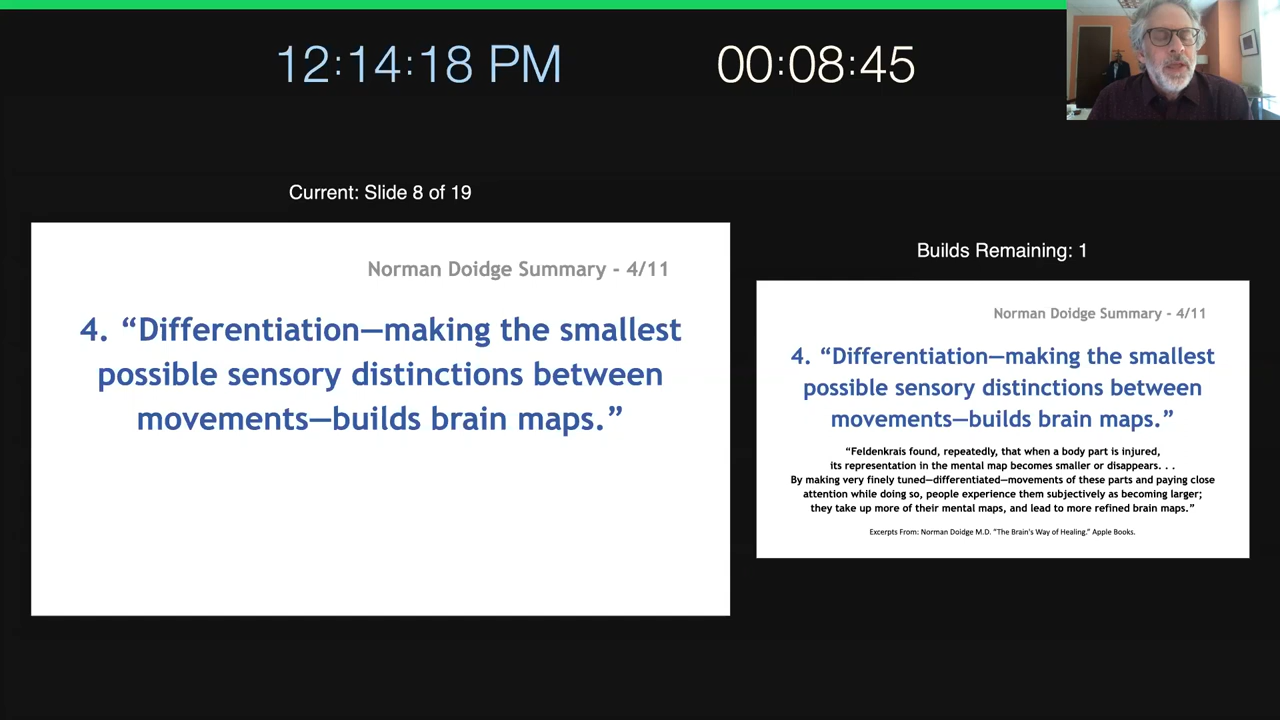 12:14:18 PM
00:08:45
Current: Slide 8 of 19
Norman Doidge Summary - 4/11
4. “Differentiation—making the smallest
possible sensory distinctions between
movements—builds brain maps.”
Builds Remaining: 1
Norman Doidge Summary - 4/11
4. “Differentiation—making the smallest
possible sensory distinctions between
movements—builds brain maps.”
“Feldenkrais found, repeatedly, that when a body part is injured,
its representation in the mental map becomes smaller or disappears. . .
By making very finely tuned—differentiated—movements of these parts and paying close
attention while doing so, people experience them subjectively as becoming larger;
they take up more of their mental maps, and lead to more refined brain maps.”
Excerpts From: Norman Doidge M.D. “The Brain's Way of Healing.” Apple Books.